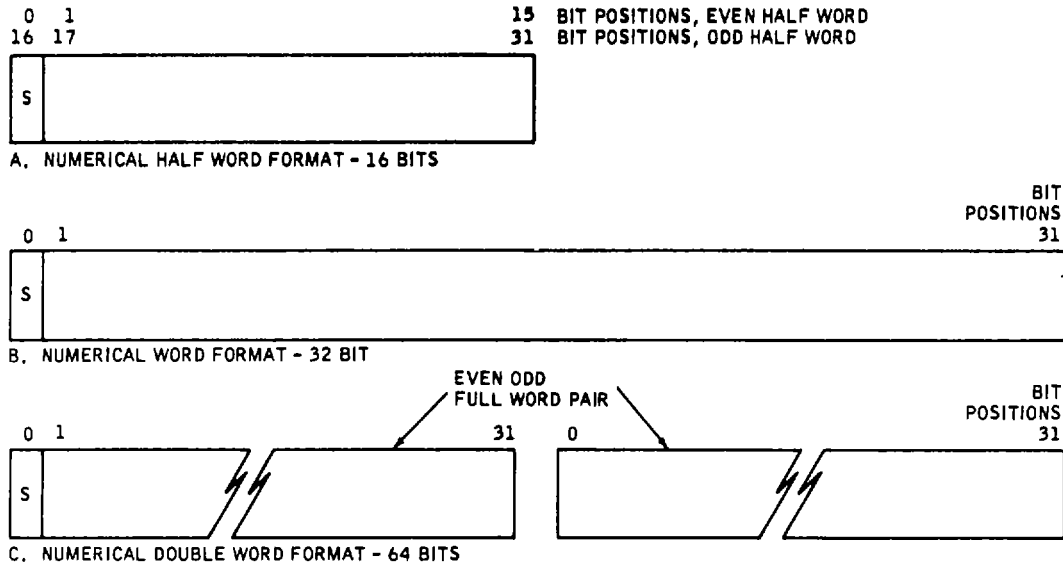 0 1 15 BIT POSITIONS, EVEN HALF WORD
16 17 31 BIT POSITIONS, ODD HALF WORD
S
A. NUMERICAL HALF WORD FORMAT - 16 BITS
BIT
POSITIONS
0 1 31
S
B. NUMERICAL WORD FORMAT - 32 BIT
EVEN ODD
FULL WORD PAIR
BIT
POSITIONS
0 1 31 0 31
S
C. NUMERICAL DOUBLE WORD FORMAT - 64 BITS